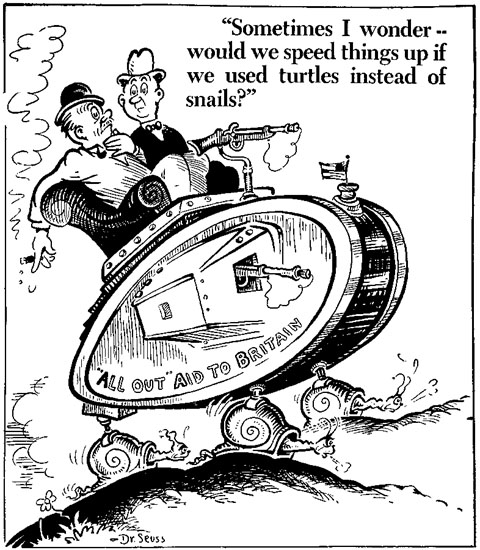 “Sometimes I wonder --
would we speed things up if
we used turtles instead of
snails?”
"ALL OUT" AID TO BRITAIN
Dr. Seuss